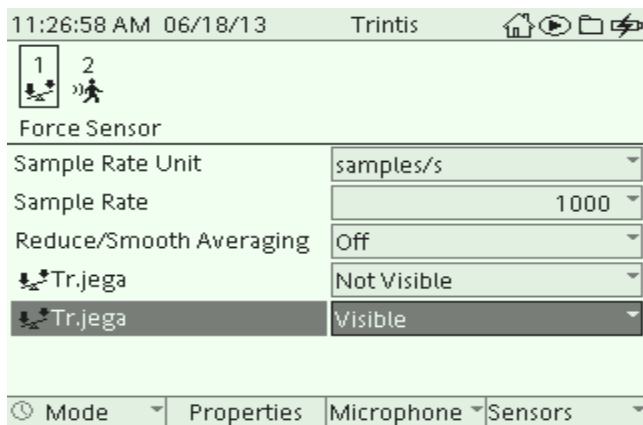 11:26:58 AM 06/18/13 Trintis
1 2
Force Sensor
Sample Rate Unit samples/s
Sample Rate 1000
Reduce/Smooth Averaging Off
Tr.jega Not Visible
Tr.jega Visible
Mode Properties Microphone Sensors